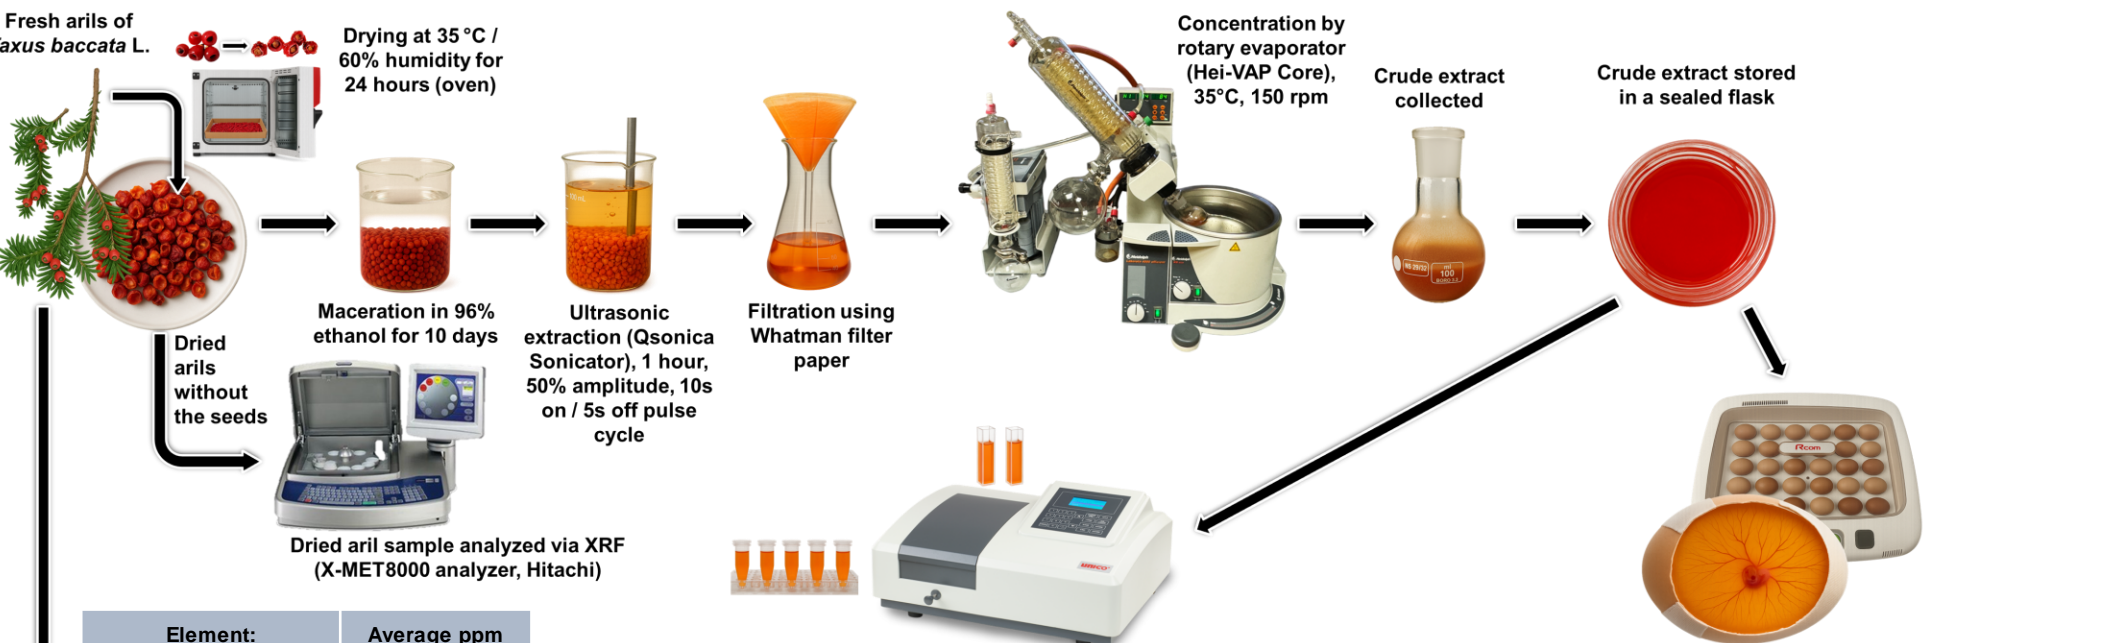 Fresh arils of
axus baccata L.
Drying at 35 °C /
60% humidity for
24 hours (oven)
Concentration by
rotary evaporator
(Hei-VAP Core),
35°C, 150 rpm
Crude extract
collected
Crude extract stored
in a sealed flask
Maceration in 96%
ethanol for 10 days
Ultrasonic
extraction (Qsonica
Sonicator), 1 hour,
50% amplitude, 10s
on / 5s off pulse
cycle
Filtration using
Whatman filter
paper
Dried
arils
without
the seeds
Dried aril sample analyzed via XRF
(X-MET8000 analyzer, Hitachi)
Rcom
ml
100
Element:
Average ppm